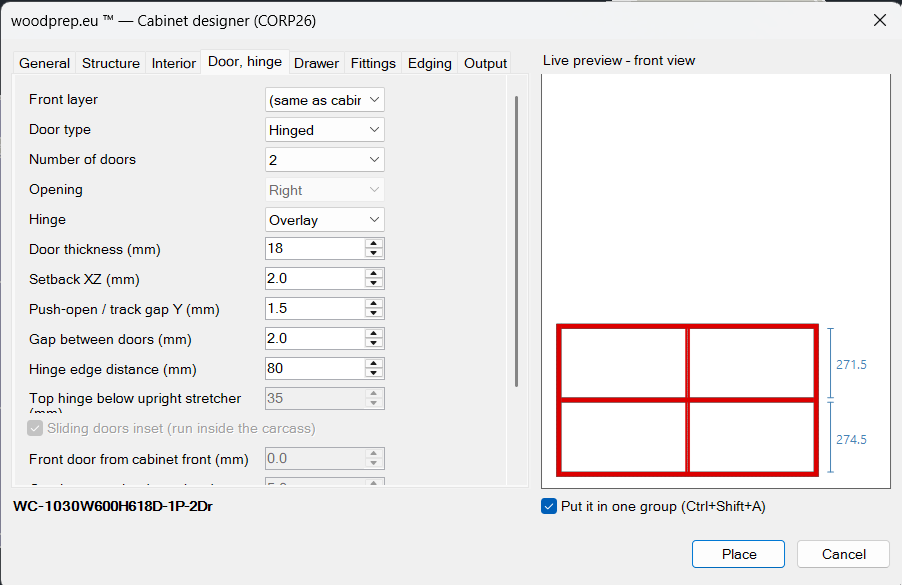 woodprep.eu ™ — Cabinet designer (CORP26)
General Structure Interior Door, hinge Drawer Fittings Edging Output
Live preview - front view
Front layer (same as cabir
Door type Hinged
Number of doors 2
Opening Right
Hinge Overlay
Door thickness (mm) 18
Setback XZ (mm) 2.0
Push-open / track gap Y (mm) 1.5
Gap between doors (mm) 2.0
Hinge edge distance (mm) 80
Top hinge below upright stretcher (mm) 35
Sliding doors inset (run inside the carcass)
Front door from cabinet front (mm) 0.0
271.5
274.5
WC-1030W600H618D-1P-2Dr
Put it in one group (Ctrl+Shift+A)
Place Cancel